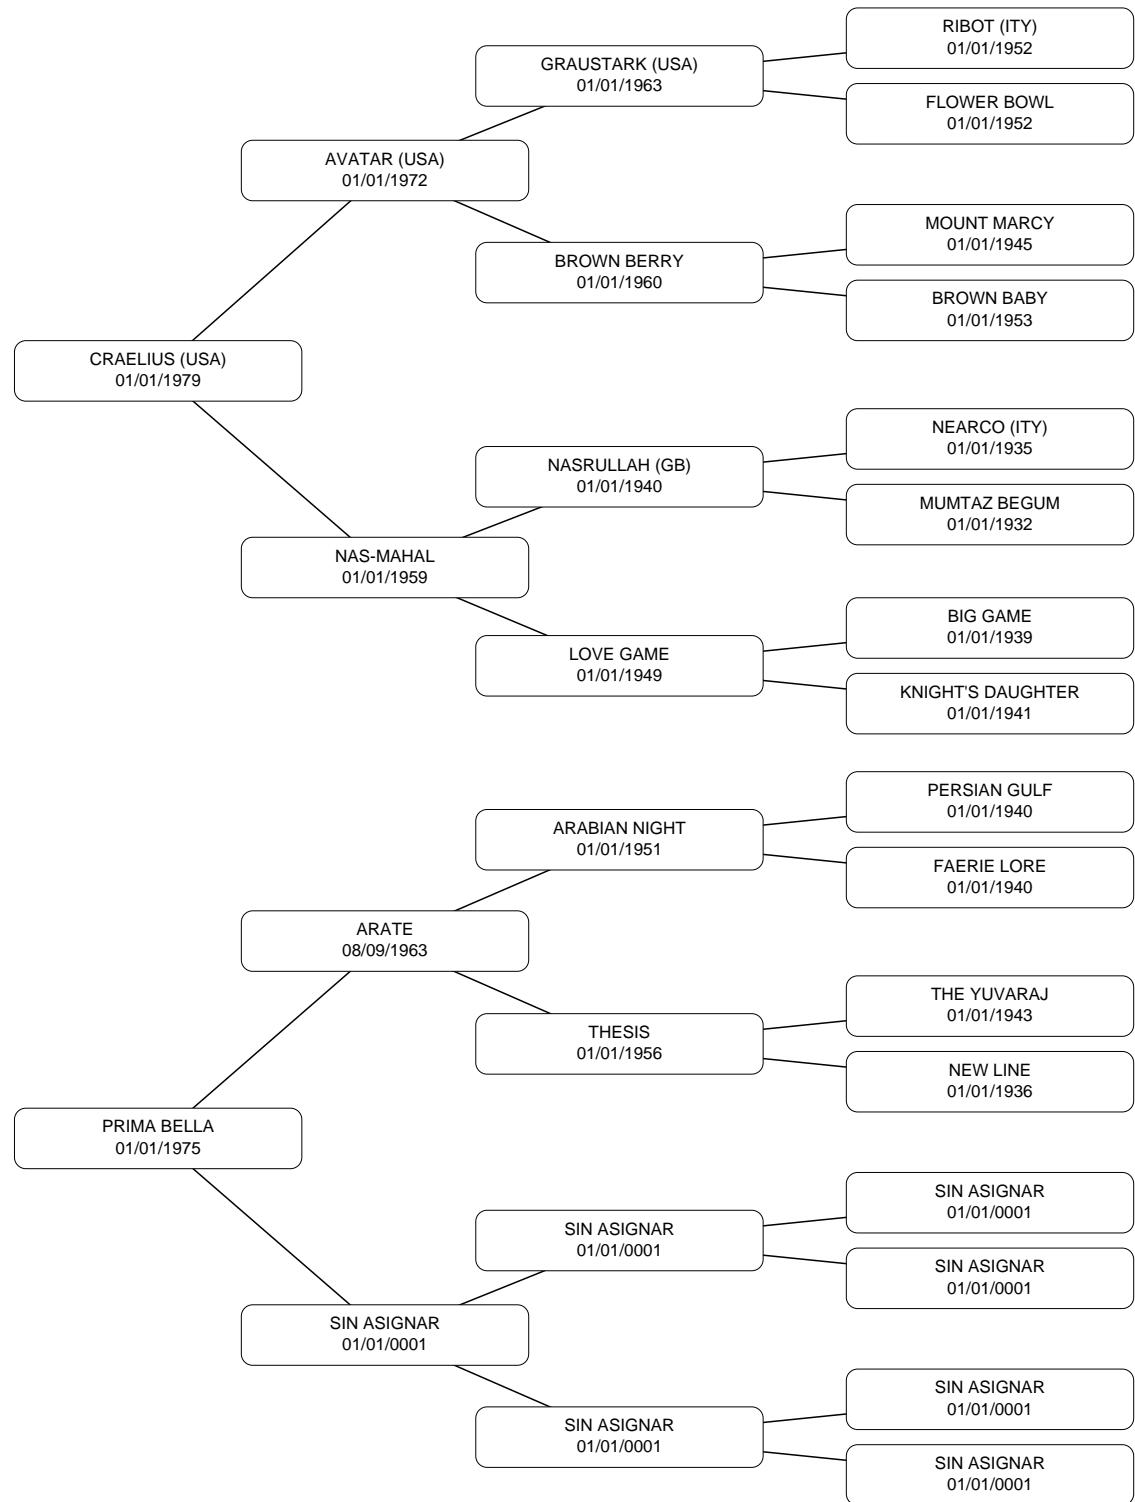 RIBOT (ITY)
01/01/1952
GRAUSTARK (USA)
01/01/1963
FLOWER BOWL
01/01/1952
AVATAR (USA)
01/01/1972
MOUNT MARCY
01/01/1945
BROWN BERRY
01/01/1960
BROWN BABY
01/01/1953
CRAELIUS (USA)
01/01/1979
NEARCO (ITY)
01/01/1935
NASRULLAH (GB)
01/01/1940
MUMTAZ BEGUM
01/01/1932
NAS-MAHAL
01/01/1959
BIG GAME
01/01/1939
LOVE GAME
01/01/1949
KNIGHT'S DAUGHTER
01/01/1941
PERSIAN GULF
01/01/1940
ARABIAN NIGHT
01/01/1951
FAERIE LORE
01/01/1940
ARATE
08/09/1963
THE YUVARAJ
01/01/1943
THESIS
01/01/1956
NEW LINE
01/01/1936
PRIMA BELLA
01/01/1975
SIN ASIGNAR
01/01/0001
SIN ASIGNAR
01/01/0001
SIN ASIGNAR
01/01/0001
SIN ASIGNAR
01/01/0001
SIN ASIGNAR
01/01/0001
SIN ASIGNAR
01/01/0001
SIN ASIGNAR
01/01/0001